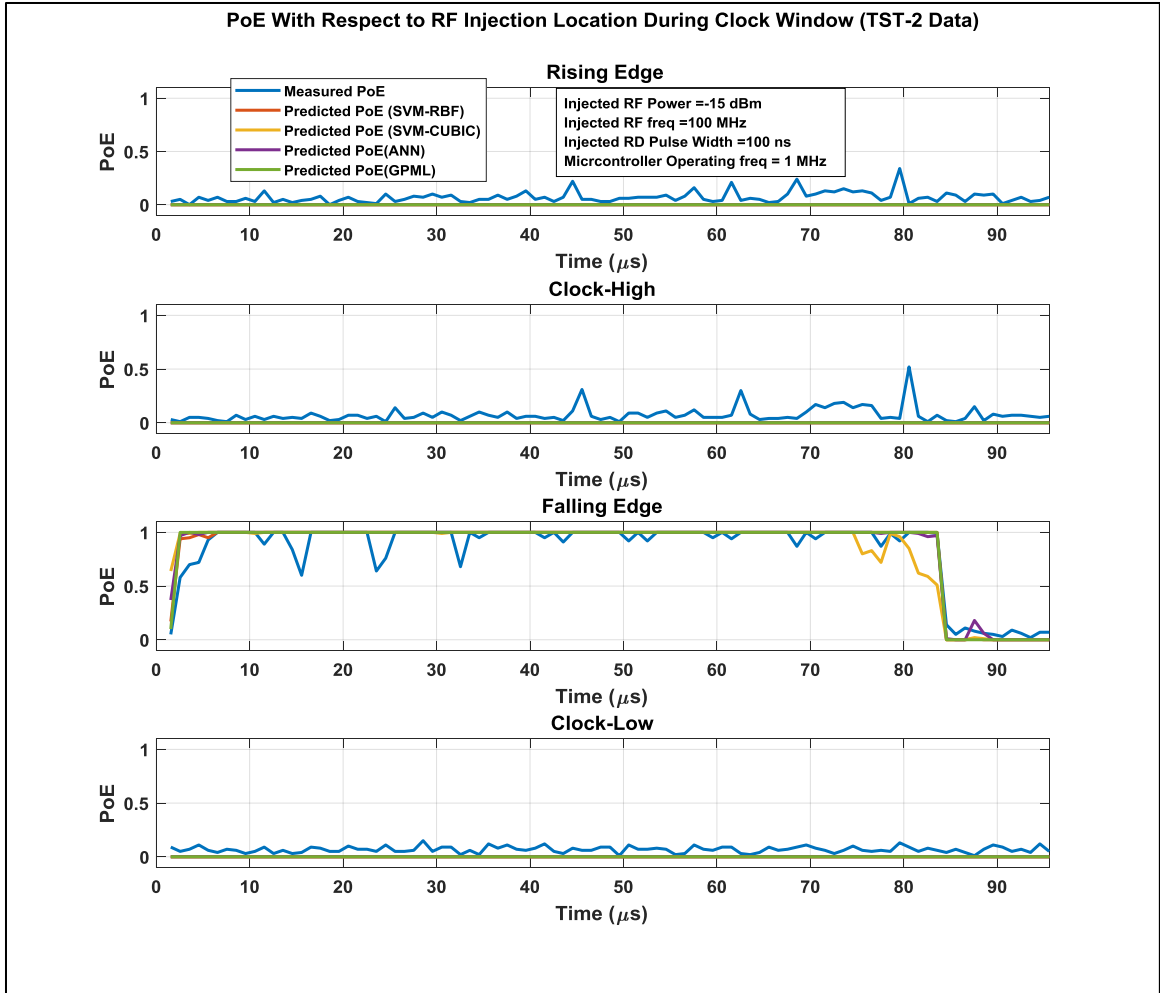 PoE With Respect to RF Injection Location During Clock Window (TST-2 Data)
Rising Edge
Measured PoE
Predicted PoE (SVM-RBF)
Predicted PoE (SVM-CUBIC)
Predicted PoE(ANN)
Predicted PoE(GPML)
Injected RF Power =-15 dBm
Injected RF freq =100 MHz
Injected RD Pulse Width =100 ns
Micrcontroller Operating freq = 1 MHz
PoE
1
0.5
0
0 10 20 30 40 50 60 70 80 90
Time (μs)
Clock-High
PoE
1
0.5
0
0 10 20 30 40 50 60 70 80 90
Time (μs)
Falling Edge
PoE
1
0.5
0
0 10 20 30 40 50 60 70 80 90
Time (μs)
Clock-Low
PoE
1
0.5
0
0 10 20 30 40 50 60 70 80 90
Time (μs)